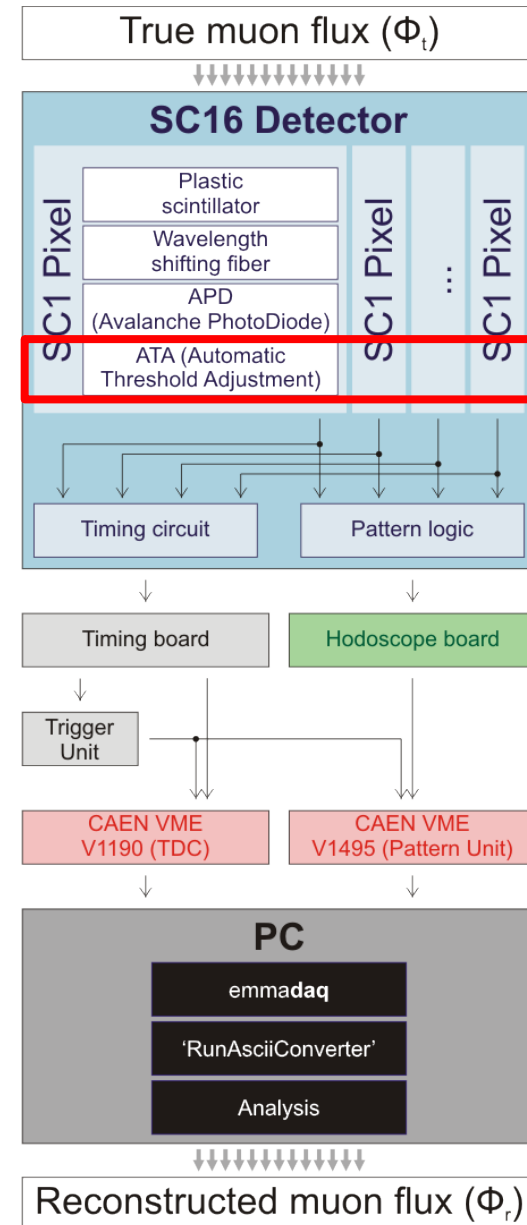 True muon flux (Φt)
SC16 Detector
SC1 Pixel
Plastic
scintillator
Wavelength
shifting fiber
APD
(Avalanche PhotoDiode)
ATA (Automatic
Threshold Adjustment)
SC1 Pixel
...
SC1 Pixel
Timing circuit
Pattern logic
Timing board
Hodoscope board
Trigger
Unit
CAEN VME
V1190 (TDC)
CAEN VME
V1495 (Pattern Unit)
PC
emmadaq
'RunAsciiConverter'
Analysis
Reconstructed muon flux (Φr)